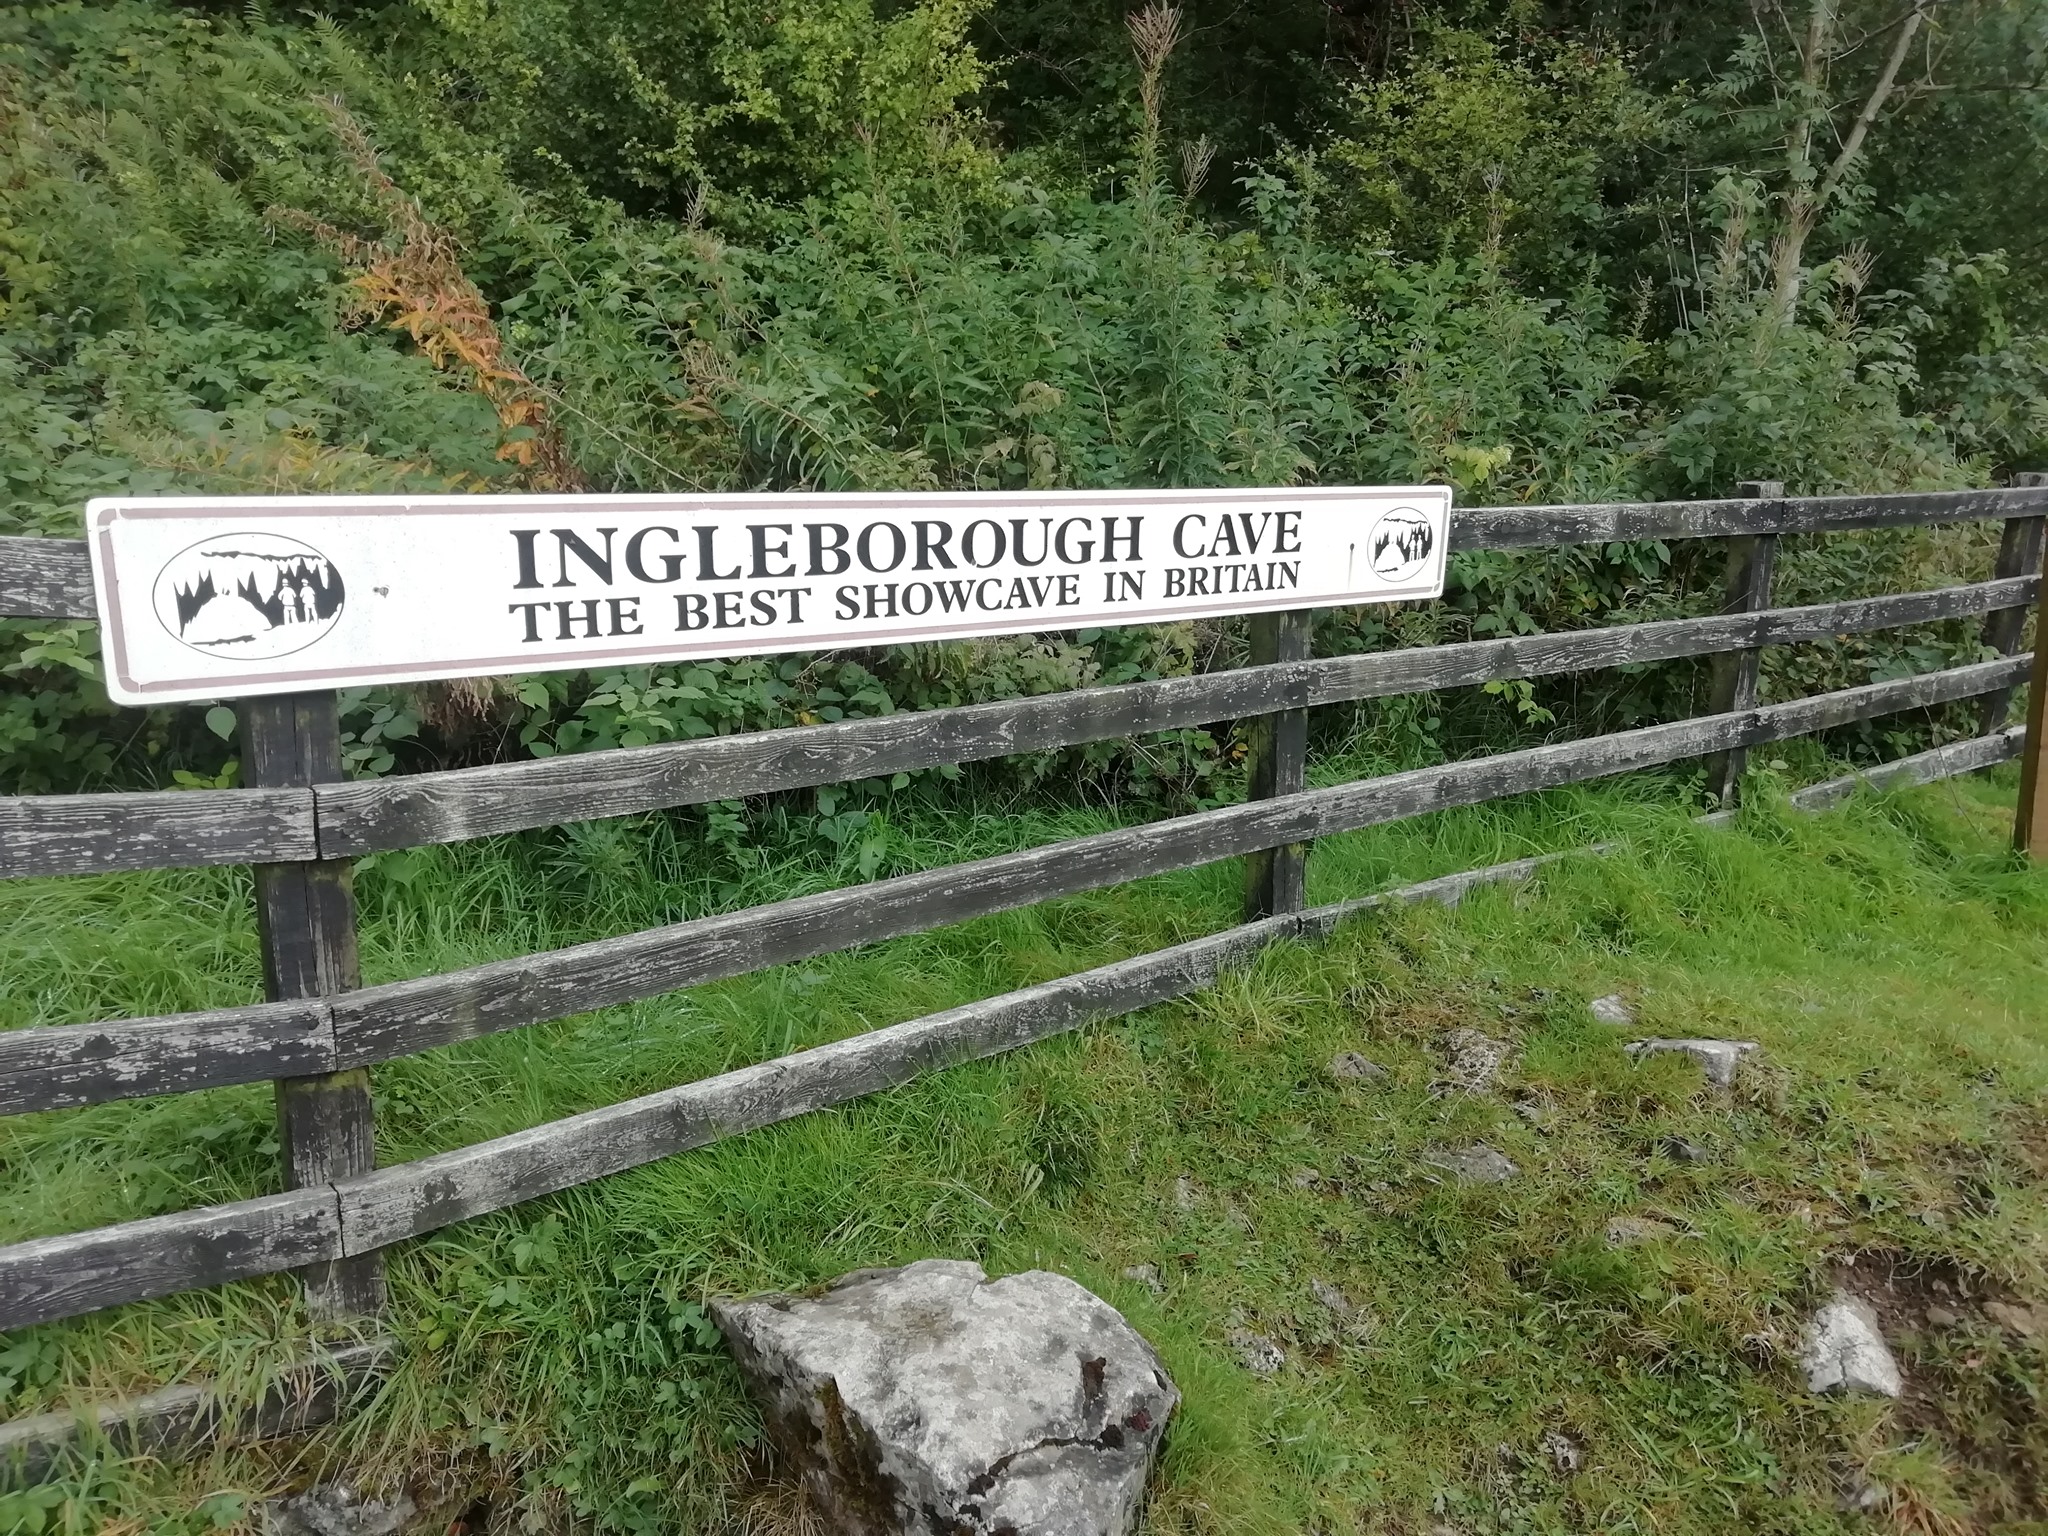 INGLEBOROUGH CAVE
THE BEST SHOWCAVE IN BRITAIN